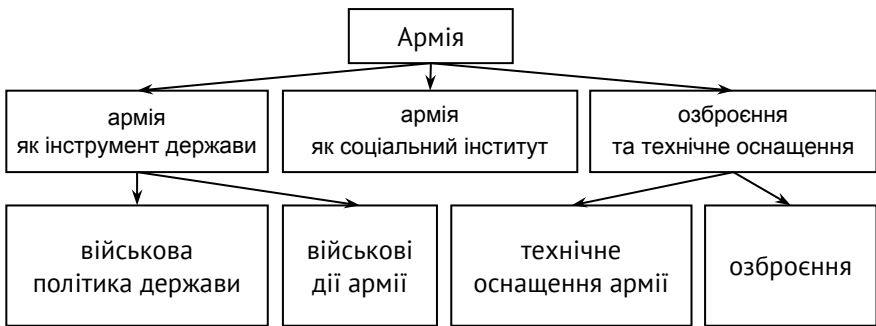 Армія
армія
як інструмент держави
армія
як соціальний інститут
озброєння
та технічне оснащення
військова
політика держави
військові
дії армії
технічне
оснащення армії
озброєння